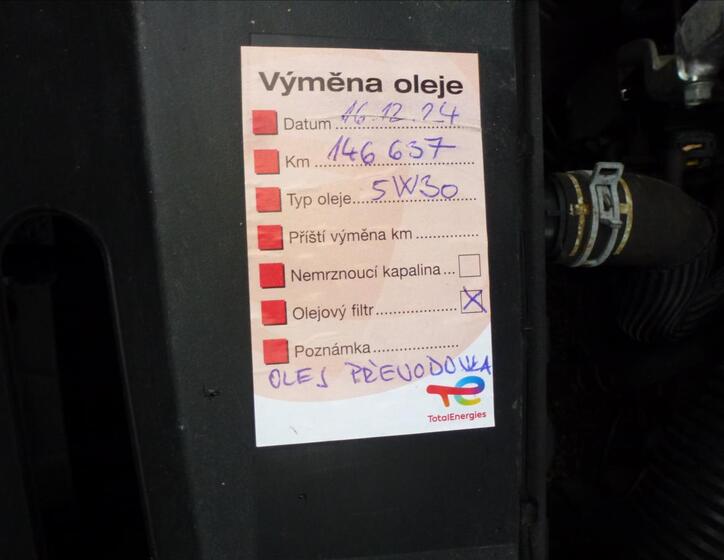 Výměna oleje
Datum 16.12.24
Km 146 637
Typ oleje 5W30
Příští výměna km
Nemrznoucí kapalina
Olejový filtr X
Poznámka
OLEJ PŘEVODOVKA
TotalEnergies